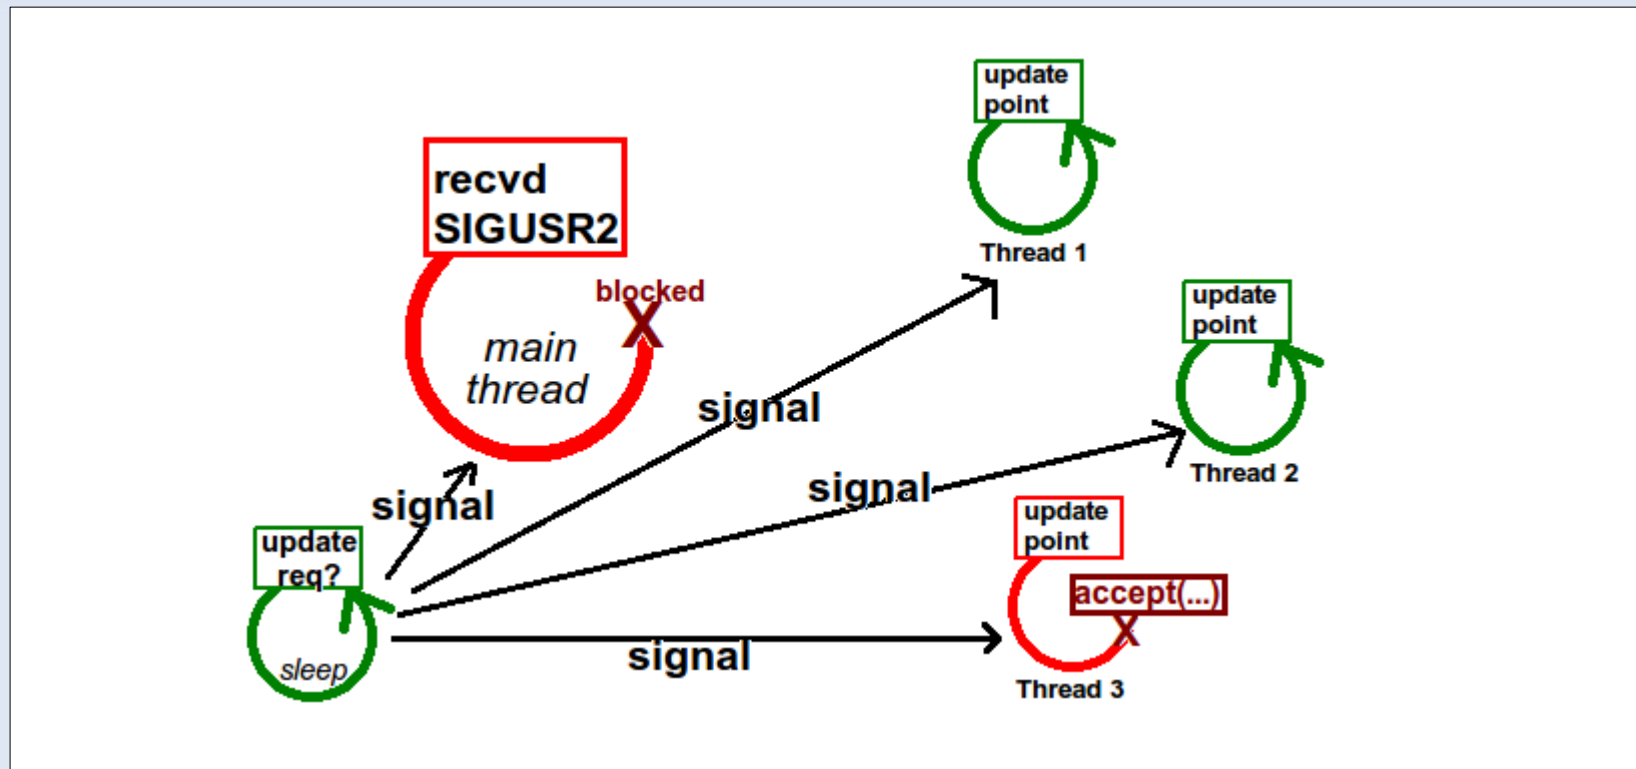 update
point
Thread 1
recvd
SIGUSR2
blocked
main
thread
signal
update
point
Thread 2
signal
signal
update
req?
sleep
update
point
accept(...)
X
Thread 3
signal
X